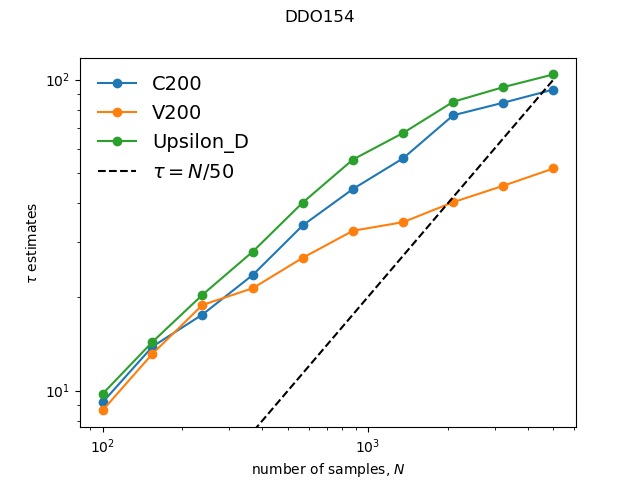 DDO154
C200
V200
Upsilon_D
τ = N/50
10²
10¹
τ estimates
10² 10³
number of samples, N